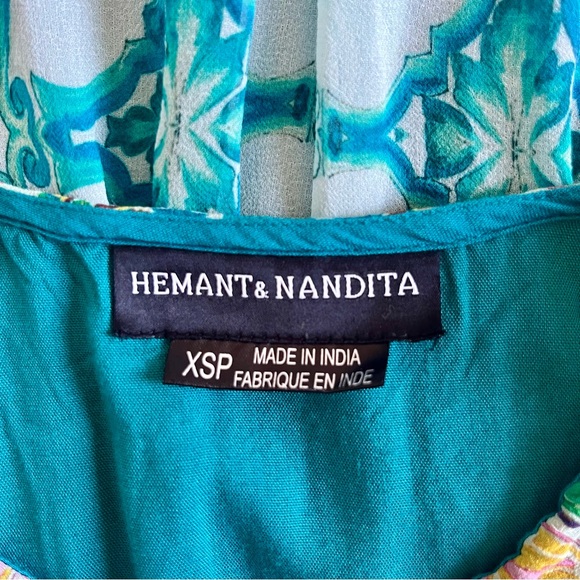 HEMANT & NANDITA
XSP
MADE IN INDIA
FABRIQUE EN INDE